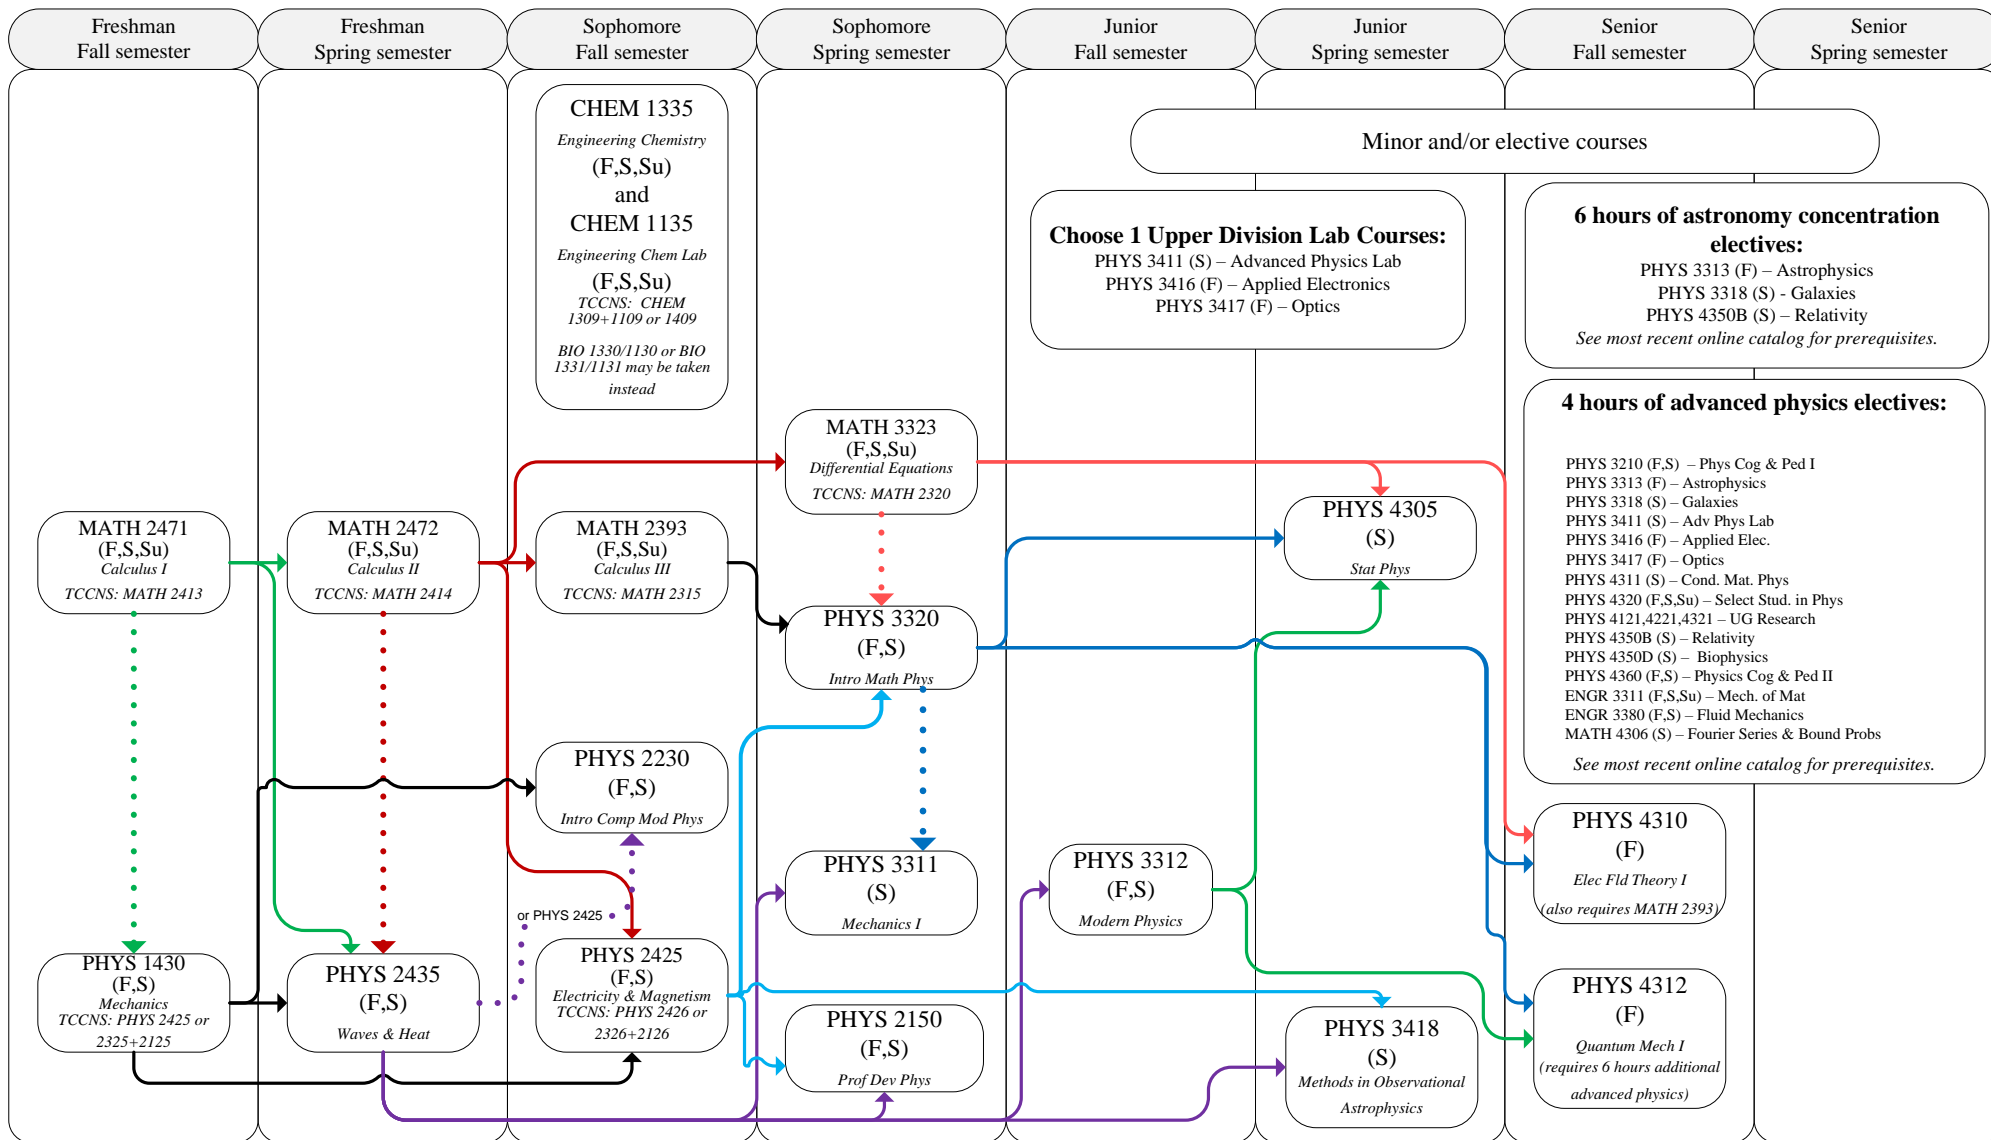 Freshman
Fall semester
Freshman
Spring semester
Sophomore
Fall semester
Sophomore
Spring semester
Junior
Fall semester
Junior
Spring semester
Senior
Fall semester
Senior
Spring semester
CHEM 1335
Engineering Chemistry
(F,S,Su)
and
CHEM 1135
Engineering Chem Lab
(F,S,Su)
TCCNS: CHEM
1309+1109 or 1409
BIO 1330/1130 or BIO
1331/1131 may be taken
instead
Minor and/or elective courses
Choose 1 Upper Division Lab Courses:
PHYS 3411 (S) – Advanced Physics Lab
PHYS 3416 (F) – Applied Electronics
PHYS 3417 (F) – Optics
6 hours of astronomy concentration
electives:
PHYS 3313 (F) – Astrophysics
PHYS 3318 (S) - Galaxies
PHYS 4350B (S) – Relativity
See most recent online catalog for prerequisites.
4 hours of advanced physics electives:
PHYS 3210 (F,S) – Phys Cog & Ped I
PHYS 3313 (F) – Astrophysics
PHYS 3318 (S) – Galaxies
PHYS 3411 (S) – Adv Phys Lab
PHYS 3416 (F) – Applied Elec.
PHYS 3417 (F) – Optics
PHYS 4311 (S) – Cond. Mat. Phys
PHYS 4320 (F,S,Su) – Select Stud. in Phys
PHYS 4121,4221,4321 – UG Research
PHYS 4350B (S) – Relativity
PHYS 4350D (S) – Biophysics
PHYS 4360 (F,S) – Physics Cog & Ped II
ENGR 3311 (F,S,Su) – Mech. of Mat
ENGR 3380 (F,S) – Fluid Mechanics
MATH 4306 (S) – Fourier Series & Bound Probs
See most recent online catalog for prerequisites.
MATH 3323
(F,S,Su)
Differential Equations
TCCNS: MATH 2320
MATH 2471
(F,S,Su)
Calculus I
TCCNS: MATH 2413
MATH 2472
(F,S,Su)
Calculus II
TCCNS: MATH 2414
MATH 2393
(F,S,Su)
Calculus III
TCCNS: MATH 2315
PHYS 4305
(S)
Stat Phys
PHYS 3320
(F,S)
Intro Math Phys
PHYS 2230
(F,S)
Intro Comp Mod Phys
PHYS 3311
(S)
Mechanics I
PHYS 3312
(F,S)
Modern Physics
PHYS 4310
(F)
Elec Fld Theory I
(also requires MATH 2393)
or PHYS 2425
PHYS 1430
(F,S)
Mechanics
TCCNS: PHYS 2425 or
2325+2125
PHYS 2435
(F,S)
Waves & Heat
PHYS 2425
(F,S)
Electricity & Magnetism
TCCNS: PHYS 2426 or
2326+2126
PHYS 2150
(F,S)
Prof Dev Phys
PHYS 3418
(S)
Methods in Observational
Astrophysics
PHYS 4312
(F)
Quantum Mech I
(requires 6 hours additional
advanced physics)